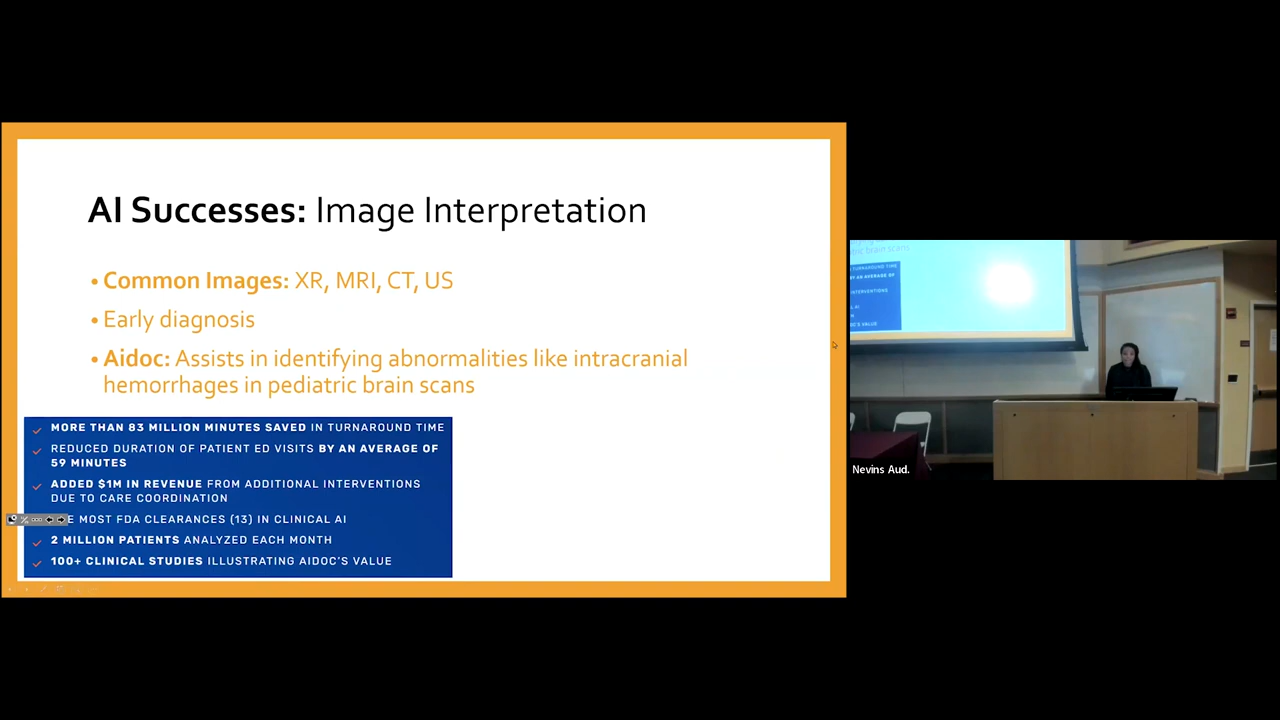 AI Successes: Image Interpretation
• Common Images: XR, MRI, CT, US
• Early diagnosis
• Aidoc: Assists in identifying abnormalities like intracranial
hemorrhages in pediatric brain scans
MORE THAN 83 MILLION MINUTES SAVED IN TURNAROUND TIME
REDUCED DURATION OF PATIENT ED VISITS BY AN AVERAGE OF
59 MINUTES
ADDED $1M IN REVENUE FROM ADDITIONAL INTERVENTIONS
DUE TO CARE COORDINATION
MOST FDA CLEARANCES (13) IN CLINICAL AI
2 MILLION PATIENTS ANALYZED EACH MONTH
100+ CLINICAL STUDIES ILLUSTRATING AIDOC'S VALUE
brain scans
Nevins Aud.